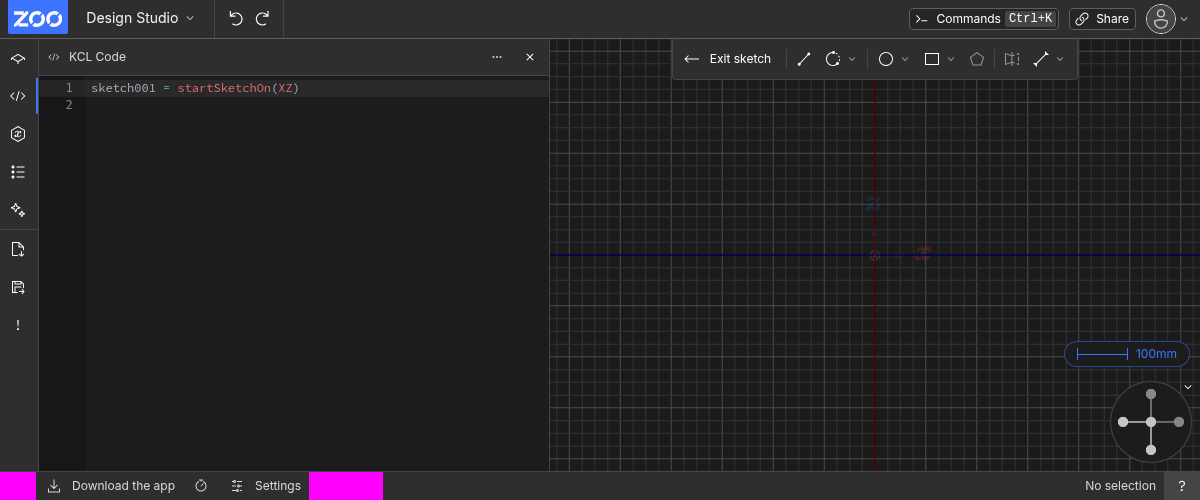 ZOO Design Studio Commands Ctrl+K Share
KCL Code
Exit sketch
1 sketch001 = startSketchOn(XZ)
2
100mm
Download the app Settings No selection ?